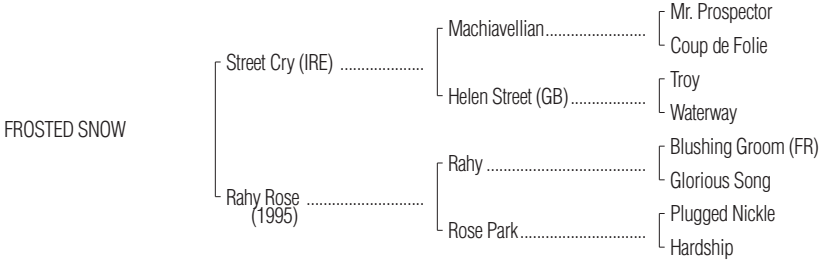 Mr. Prospector
Machiavellian
Coup de Folie
Street Cry (IRE)
Troy
Helen Street (GB)
Waterway
FROSTED SNOW
Blushing Groom (FR)
Rahy
Glorious Song
Rahy Rose
(1995)
Plugged Nickle
Rose Park
Hardship